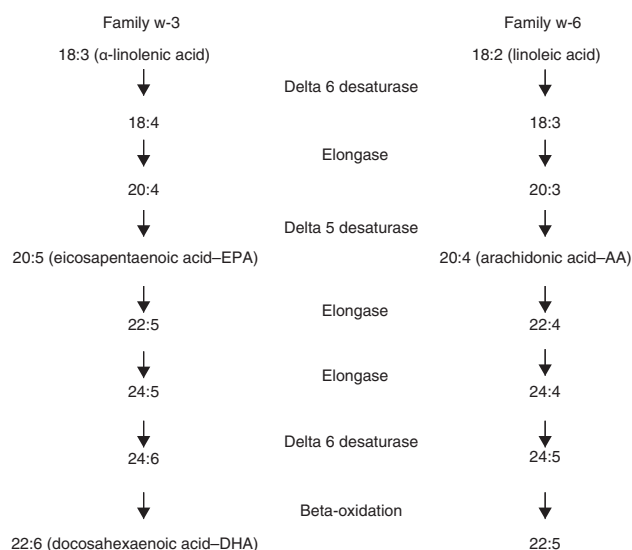 Family w-3 Family w-6
18:3 (α-linolenic acid) 18:2 (linoleic acid)
Delta 6 desaturase
18:4 18:3
Elongase
20:4 20:3
Delta 5 desaturase
20:5 (eicosapentaenoic acid–EPA) 20:4 (arachidonic acid–AA)
Elongase
22:5 22:4
Elongase
24:5 24:4
Delta 6 desaturase
24:6 24:5
Beta-oxidation
22:6 (docosahexaenoic acid–DHA) 22:5